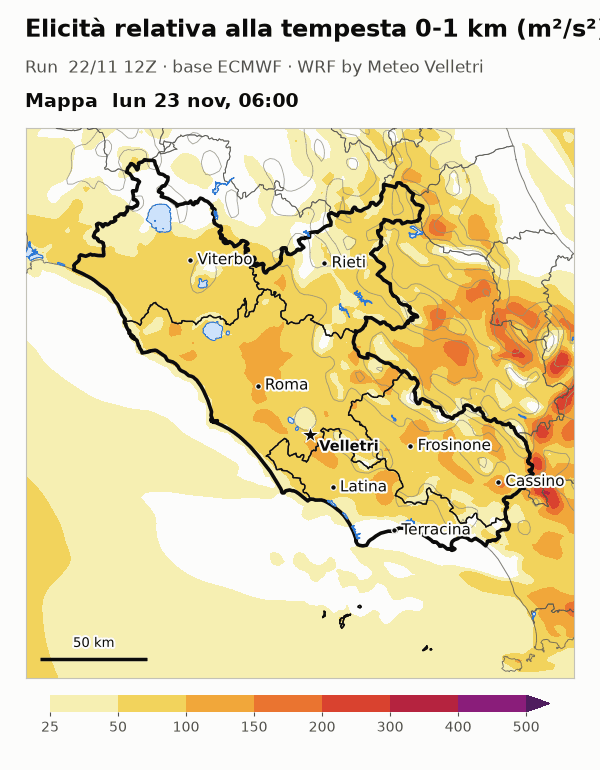 Elicità relativa alla tempesta 0-1 km (m²/s²)
Run 22/11 12Z · base ECMWF · WRF by Meteo Velletri
Mappa lun 23 nov, 06:00
Viterbo
Rieti
Roma
Velletri
Frosinone
Latina
Cassino
Terracina
50 km
25 50 100 150 200 300 400 500